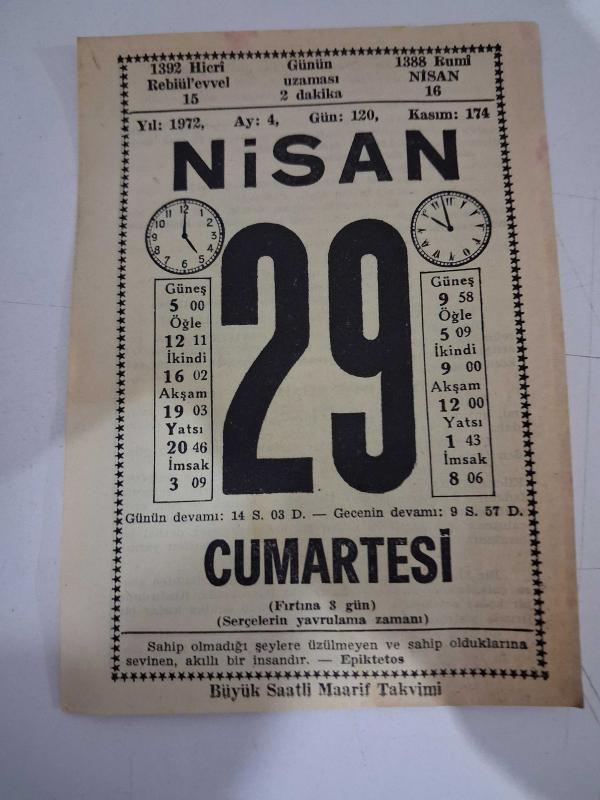 1392 Hicrî
Rebiül'evvel
15
Günün
uzaması
2 dakika
1388 Rumî
NİSAN
16
Yıl: 1972, Ay: 4, Gün: 120, Kasım: 174
NiSAN
29
Güneş
5 00
Öğle
12 11
İkindi
16 02
Akşam
19 03
Yatsı
20 46
İmsak
3 09
Güneş
9 58
Öğle
5 09
İkindi
9 00
Akşam
12 00
Yatsı
1 43
İmsak
8 06
Günün devamı: 14 S. 03 D. — Gecenin devamı: 9 S. 57 D.
CUMARTESİ
(Fırtına 3 gün)
(Serçelerin yavrulama zamanı)
Sahip olmadığı şeylere üzülmeyen ve sahip olduklarına
sevinen, akıllı bir insandır. — Epiktetos
Büyük Saatli Maarif Takvimi